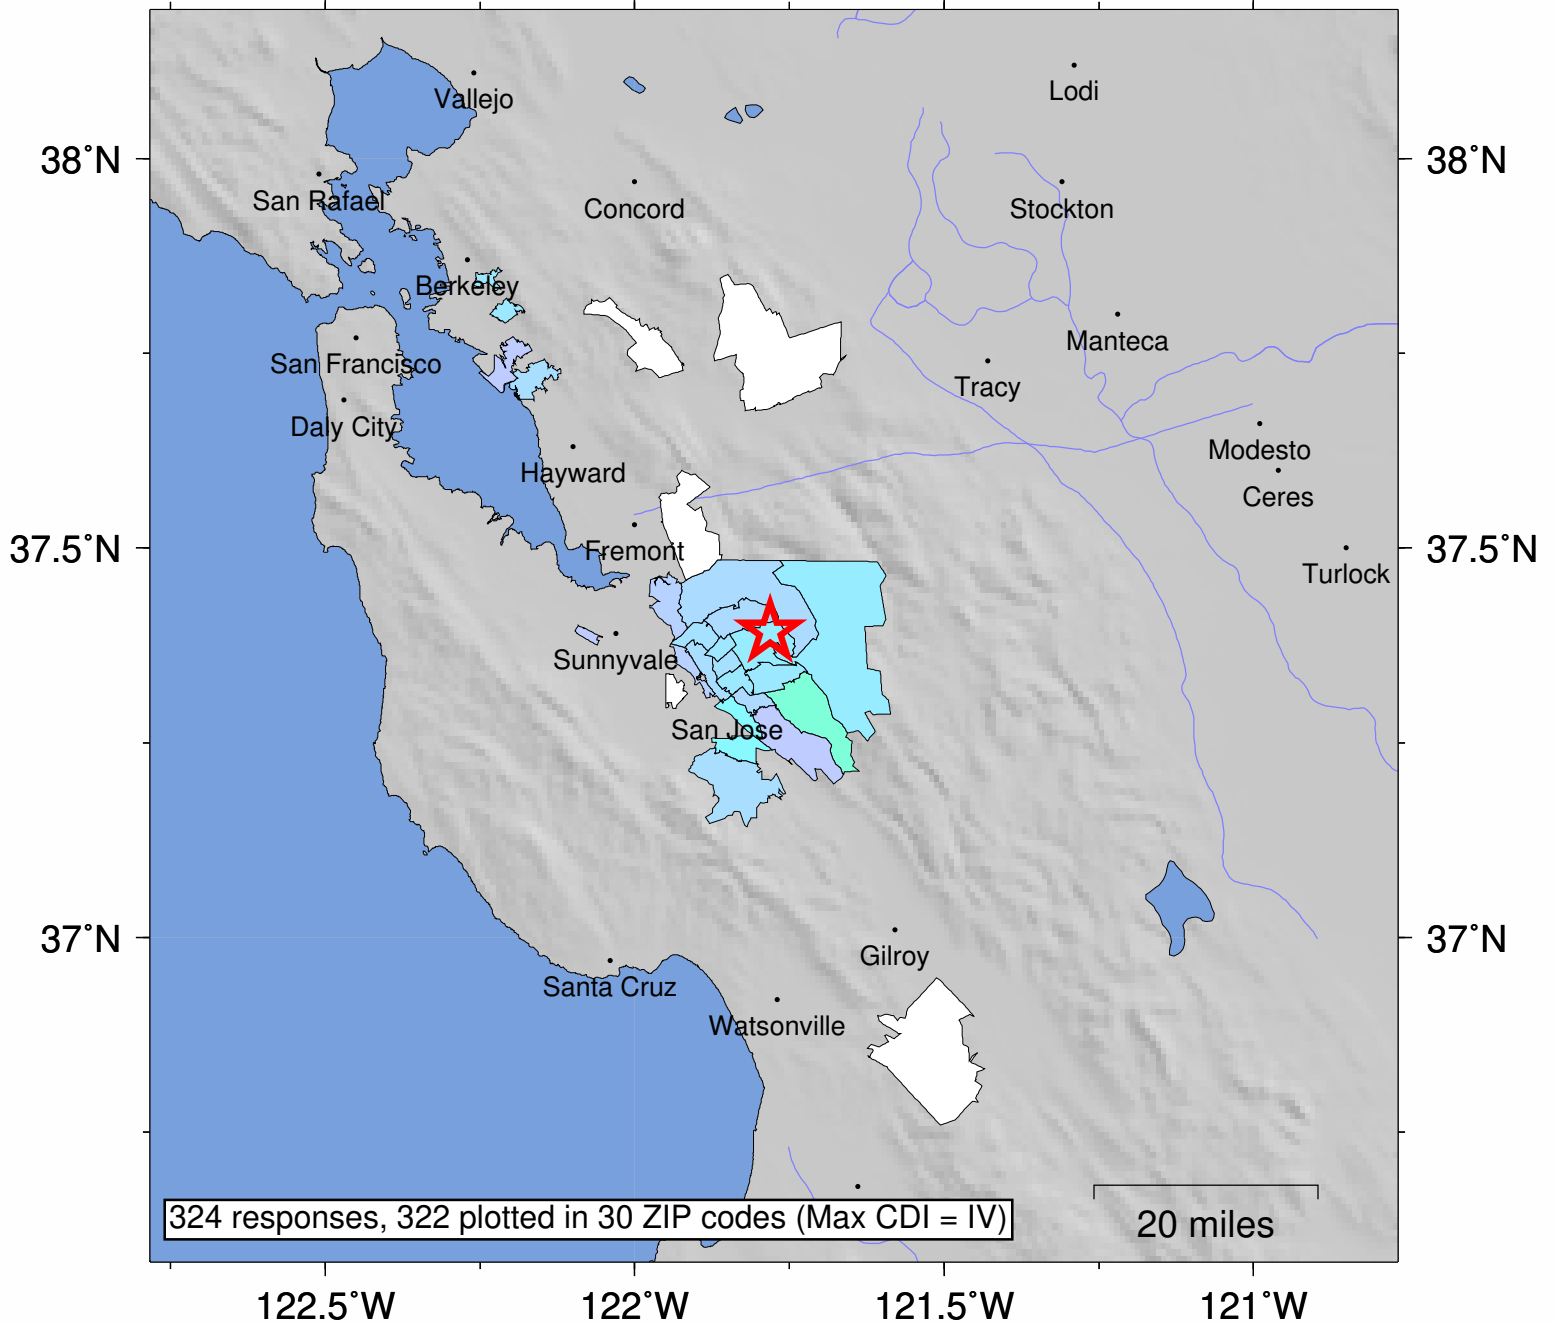 Vallejo
Lodi
38˚N
38˚N
San Rafael
Concord
Stockton
Berkeley
Manteca
San Francisco
Tracy
Daly City
Modesto
Hayward
Ceres
37.5˚N
Fremont
37.5˚N
Turlock
Sunnyvale
San Jose
37˚N
37˚N
Gilroy
Santa Cruz
Watsonville
324 responses, 322 plotted in 30 ZIP codes (Max CDI = IV)
20 miles
122.5˚W
122˚W
121.5˚W
121˚W